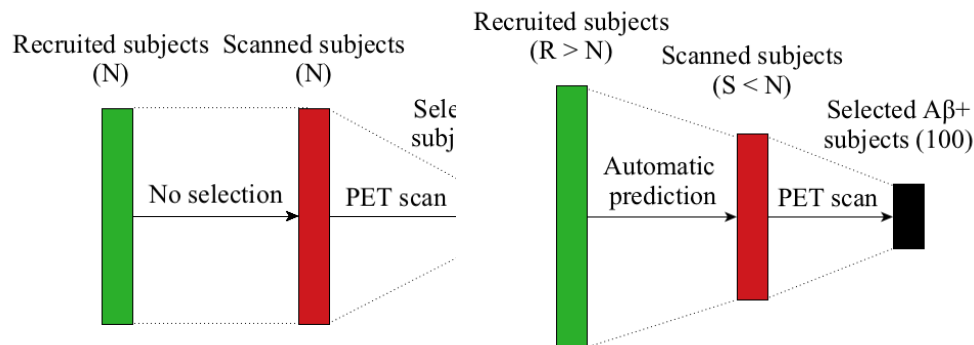 Recruited subjects
(N)
Scanned subjects
(N)
No selection
PET scan
Recruited subjects
(R > N)
Scanned subjects
(S < N)
Selected Aβ+
subjects (100)
Automatic
prediction
PET scan